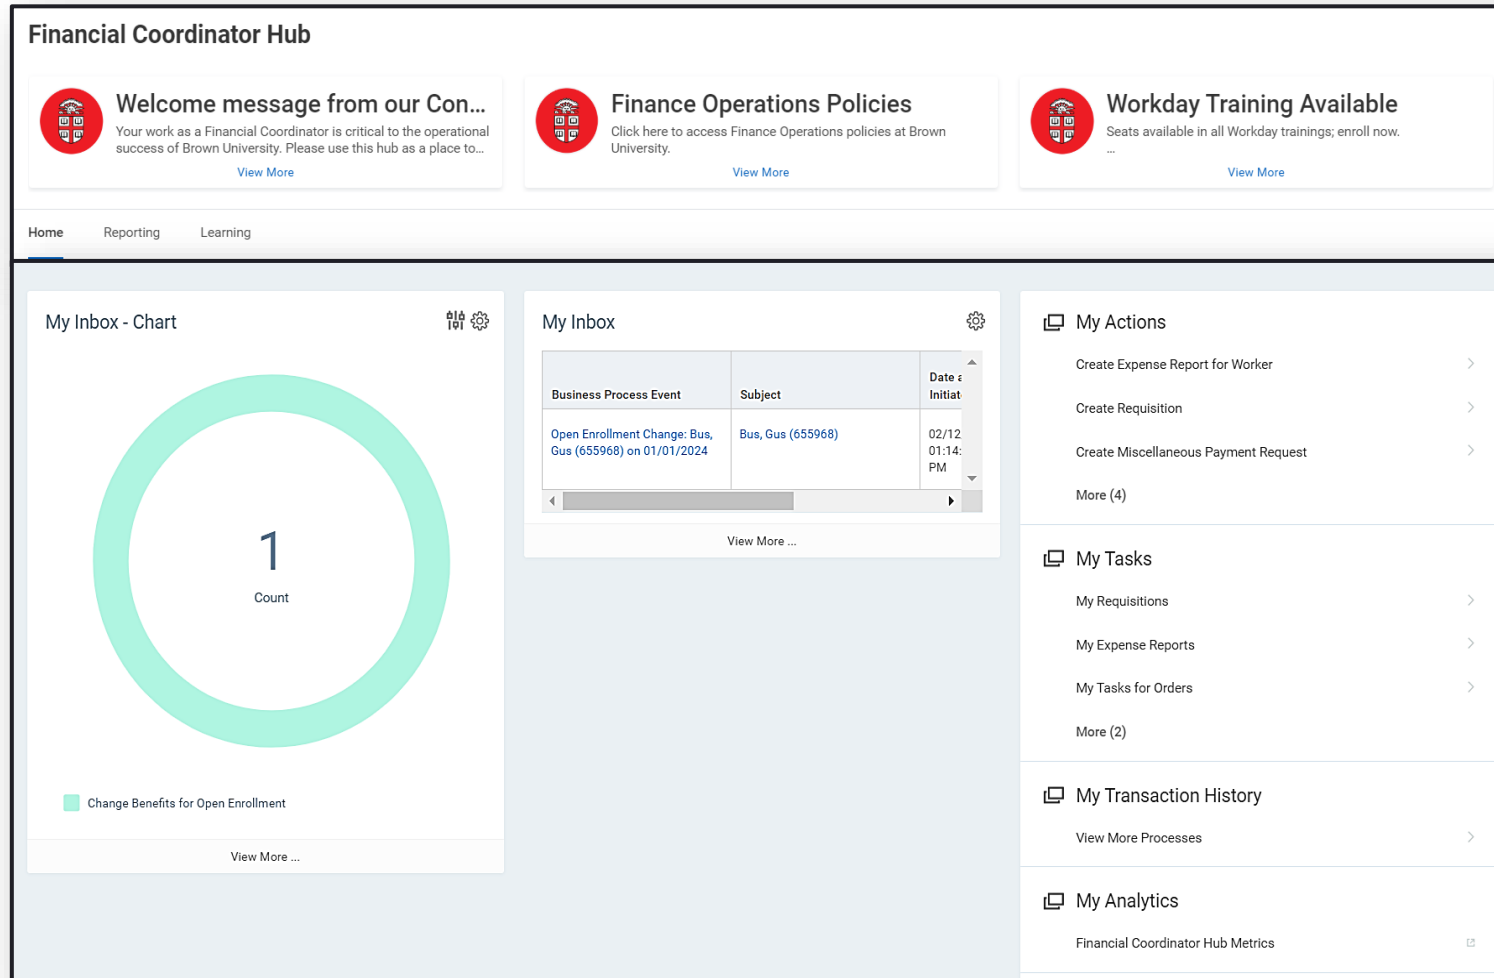 Financial Coordinator Hub
Welcome message from our Con...
Your work as a Financial Coordinator is critical to the operational
success of Brown University. Please use this hub as a place to...
View More
Finance Operations Policies
Click here to access Finance Operations policies at Brown
University.
View More
Workday Training Available
Seats available in all Workday trainings; enroll now.
...
View More
Home
Reporting
Learning
My Inbox - Chart
1
Count
Change Benefits for Open Enrollment
View More ...
My Inbox
Business Process Event
Subject
Date a
Initiat
Open Enrollment Change: Bus,
Gus (655968) on 01/01/2024
Bus, Gus (655968)
02/12
01:14:
PM
View More ...
My Actions
Create Expense Report for Worker
Create Requisition
Create Miscellaneous Payment Request
More (4)
My Tasks
My Requisitions
My Expense Reports
My Tasks for Orders
More (2)
My Transaction History
View More Processes
My Analytics
Financial Coordinator Hub Metrics